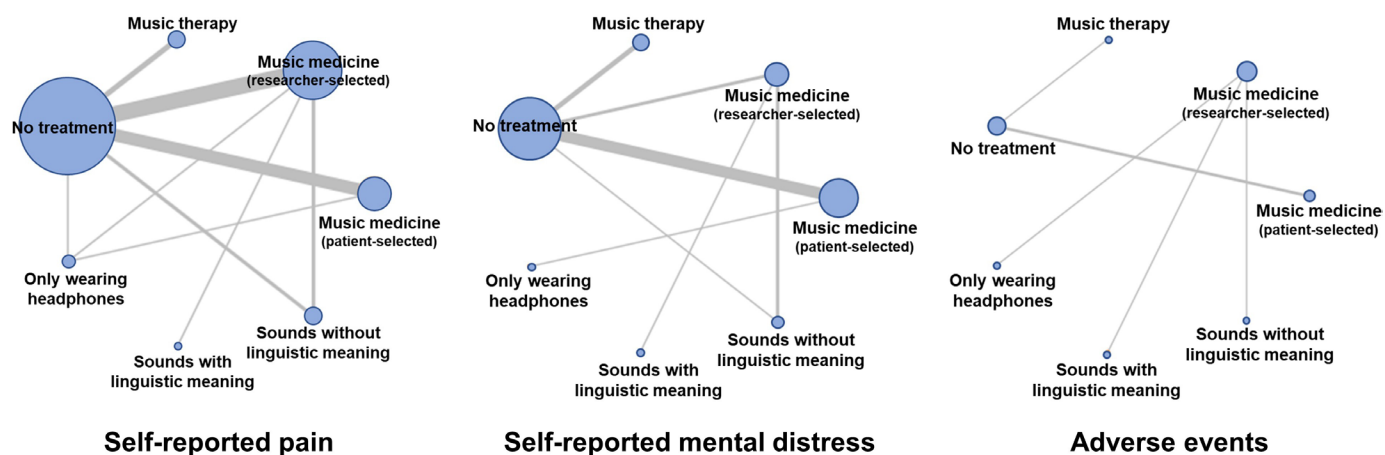 Music therapy
Music medicine
(researcher-selected)
No treatment
Music medicine
(patient-selected)
Only wearing
headphones
Sounds without
linguistic meaning
Sounds with
linguistic meaning
Self-reported pain
Music therapy
Music medicine
(researcher-selected)
No treatment
Music medicine
(patient-selected)
Only wearing
headphones
Sounds without
linguistic meaning
Sounds with
linguistic meaning
Self-reported mental distress
Music therapy
Music medicine
(researcher-selected)
No treatment
Music medicine
(patient-selected)
Only wearing
headphones
Sounds without
linguistic meaning
Sounds with
linguistic meaning
Adverse events